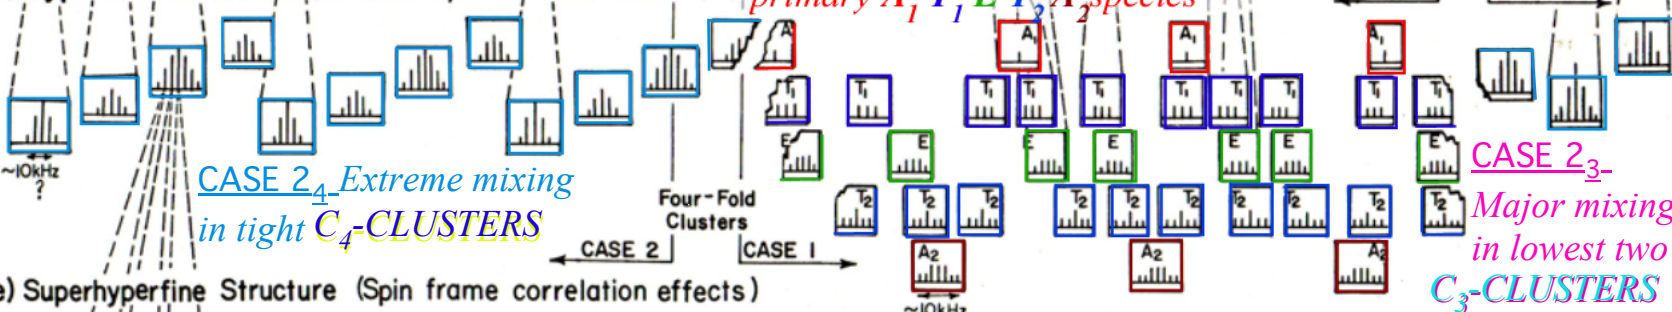 primary A1 T1 E T2 A2 species
A
A1
A1
A1
T1
T1
T1
T1
T1
T1
T1
T1
T1
T1
E
E
E
E
E
E
E
T2
T2
T2
T2
T2
T2
T2
T2
T2
T2
A2
A2
A2
~10kHz
?
~10kHz
CASE 24 Extreme mixing
in tight C4-CLUSTERS
Four-Fold
Clusters
CASE 2
CASE 1
CASE 23
Major mixing
in lowest two
C3-CLUSTERS
e) Superhyperfine Structure (Spin frame correlation effects)